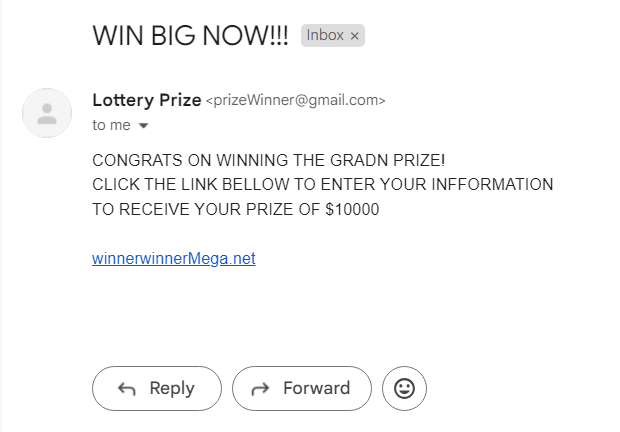 WIN BIG NOW!!! Inbox ×
Lottery Prize <prizeWinner@gmail.com>
to me
CONGRATS ON WINNING THE GRADN PRIZE!
CLICK THE LINK BELLOW TO ENTER YOUR INFFORMATION
TO RECEIVE YOUR PRIZE OF $10000
winnerwinnerMega.net
Reply Forward